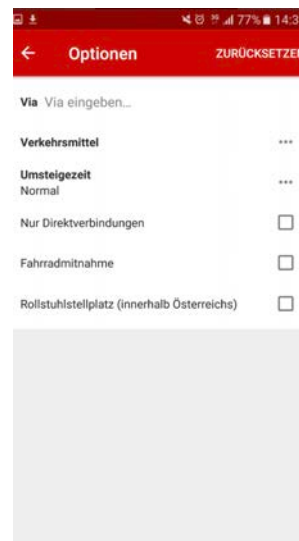 77% 14:3
Optionen ZURÜCKSETZEN
Via Via eingeben...
Verkehrsmittel
Umsteigezeit
Normal
Nur Direktverbindungen
Fahrradmitnahme
Rollstuhlstellplatz (innerhalb Österreichs)